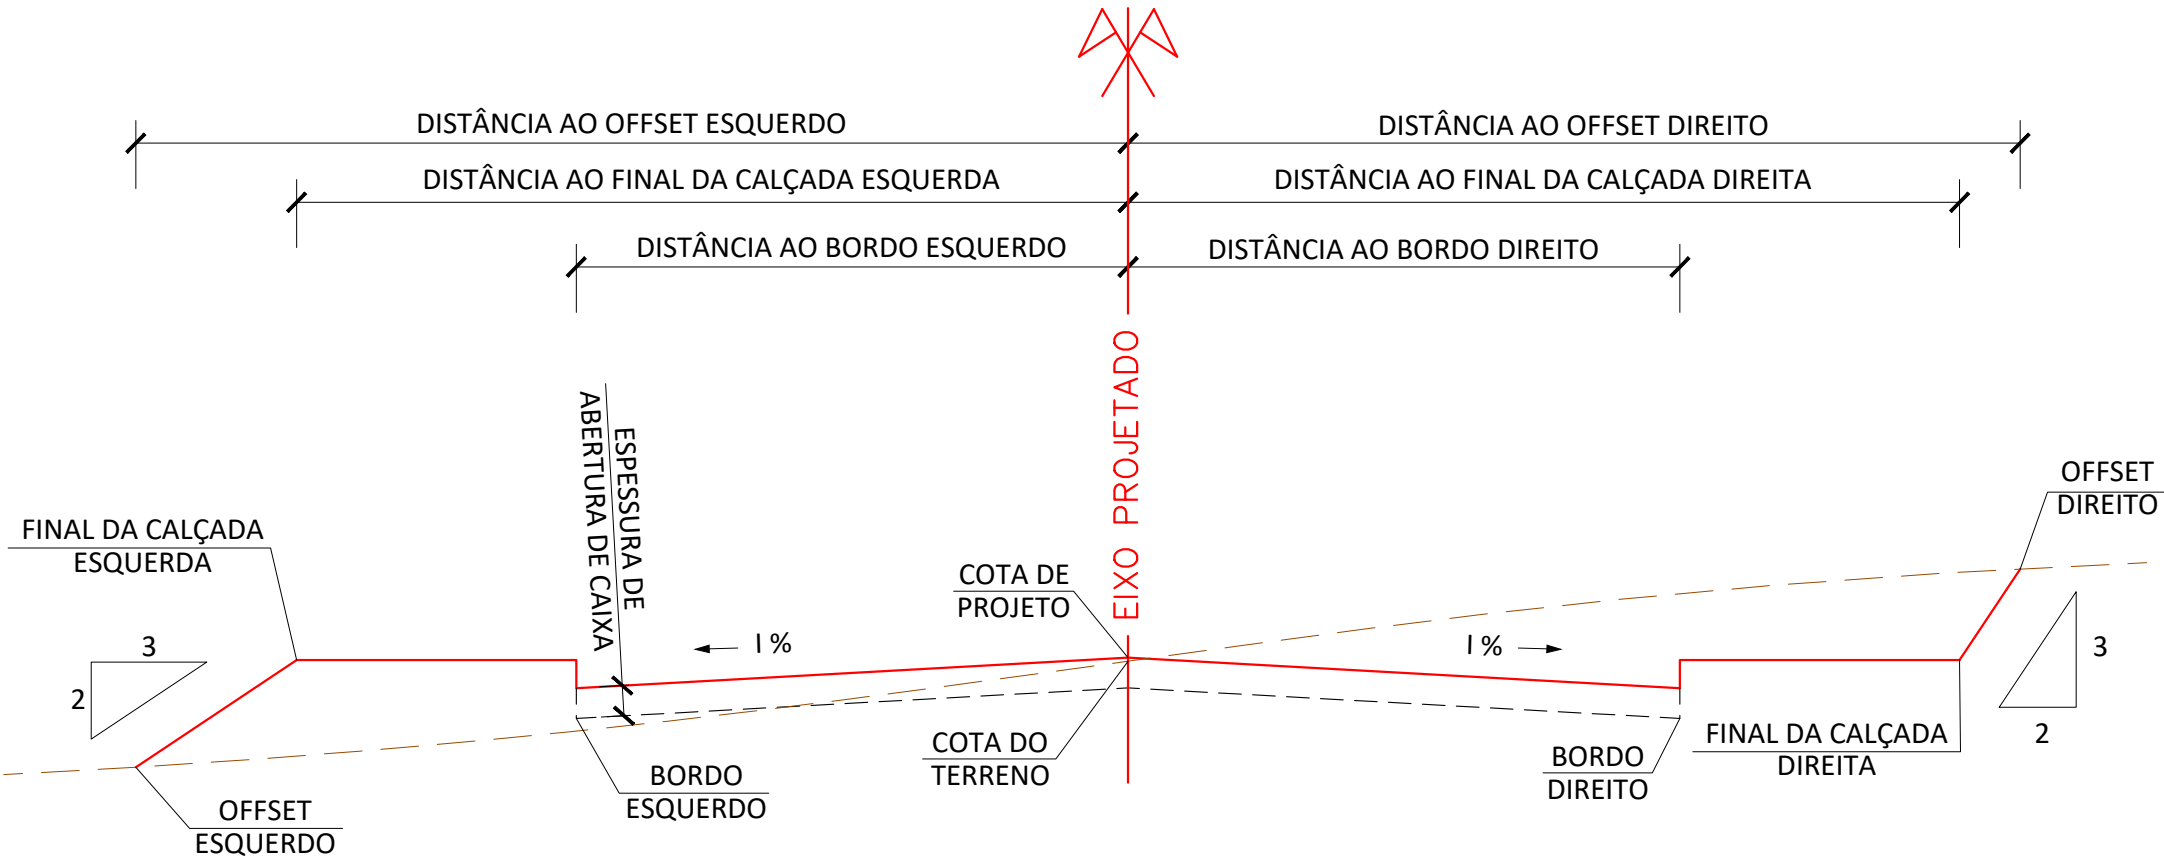 DISTÂNCIA AO OFFSET ESQUERDO
DISTÂNCIA AO OFFSET DIREITO
DISTÂNCIA AO FINAL DA CALÇADA ESQUERDA
DISTÂNCIA AO FINAL DA CALÇADA DIREITA
DISTÂNCIA AO BORDO ESQUERDO
DISTÂNCIA AO BORDO DIREITO
EIXO PROJETADO
ESPESSURA DE
ABERTURA DE CAIXA
OFFSET
DIREITO
FINAL DA CALÇADA
ESQUERDA
COTA DE
PROJETO
3
2
I %
I %
3
2
COTA DO
TERRENO
FINAL DA CALÇADA
DIREITA
BORDO
DIREITO
BORDO
ESQUERDO
OFFSET
ESQUERDO